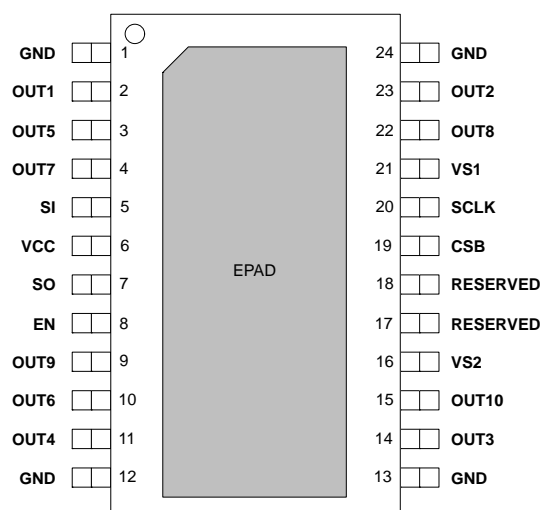 GND 1 24 GND
OUT1 2 23 OUT2
OUT5 3 22 OUT8
OUT7 4 21 VS1
SI 5 20 SCLK
VCC 6 19 CSB
EPAD
SO 7 18 RESERVED
EN 8 17 RESERVED
OUT9 9 16 VS2
OUT6 10 15 OUT10
OUT4 11 14 OUT3
GND 12 13 GND